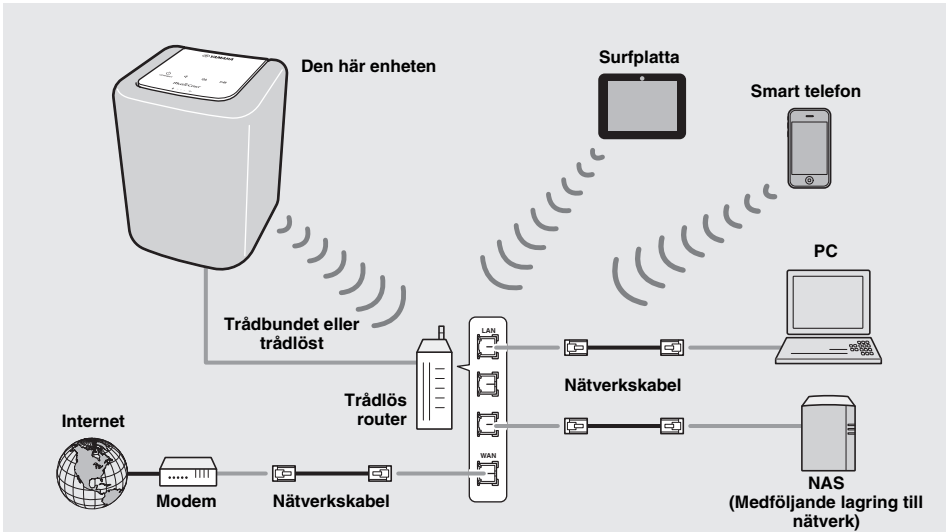 YAMAHA
Den här enheten
Surfplatta
Smart telefon
PC
Trådbundet eller
trådlöst
LAN
Trådlös
router
Nätverkskabel
Internet
WAN
Modem
Nätverkskabel
NAS
(Medföljande lagring till
nätverk)